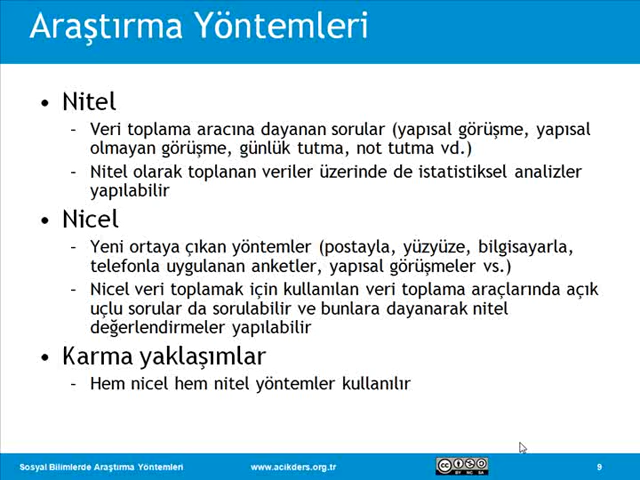 Araştırma Yöntemleri
• Nitel
– Veri toplama aracına dayanan sorular (yapısal görüşme, yapısal
olmayan görüşme, günlük tutma, not tutma vd.)
– Nitel olarak toplanan veriler üzerinde de istatistiksel analizler
yapılabilir
• Nicel
– Yeni ortaya çıkan yöntemler (postayla, yüzyüze, bilgisayarla,
telefonla uygulanan anketler, yapısal görüşmeler vs.)
– Nicel veri toplamak için kullanılan veri toplama araçlarında açık
uçlu sorular da sorulabilir ve bunlara dayanarak nitel
değerlendirmeler yapılabilir
• Karma yaklaşımlar
– Hem nicel hem nitel yöntemler kullanılır
Sosyal Bilimlerde Araştırma Yöntemleri www.acikders.org.tr cc BY NC SA 9